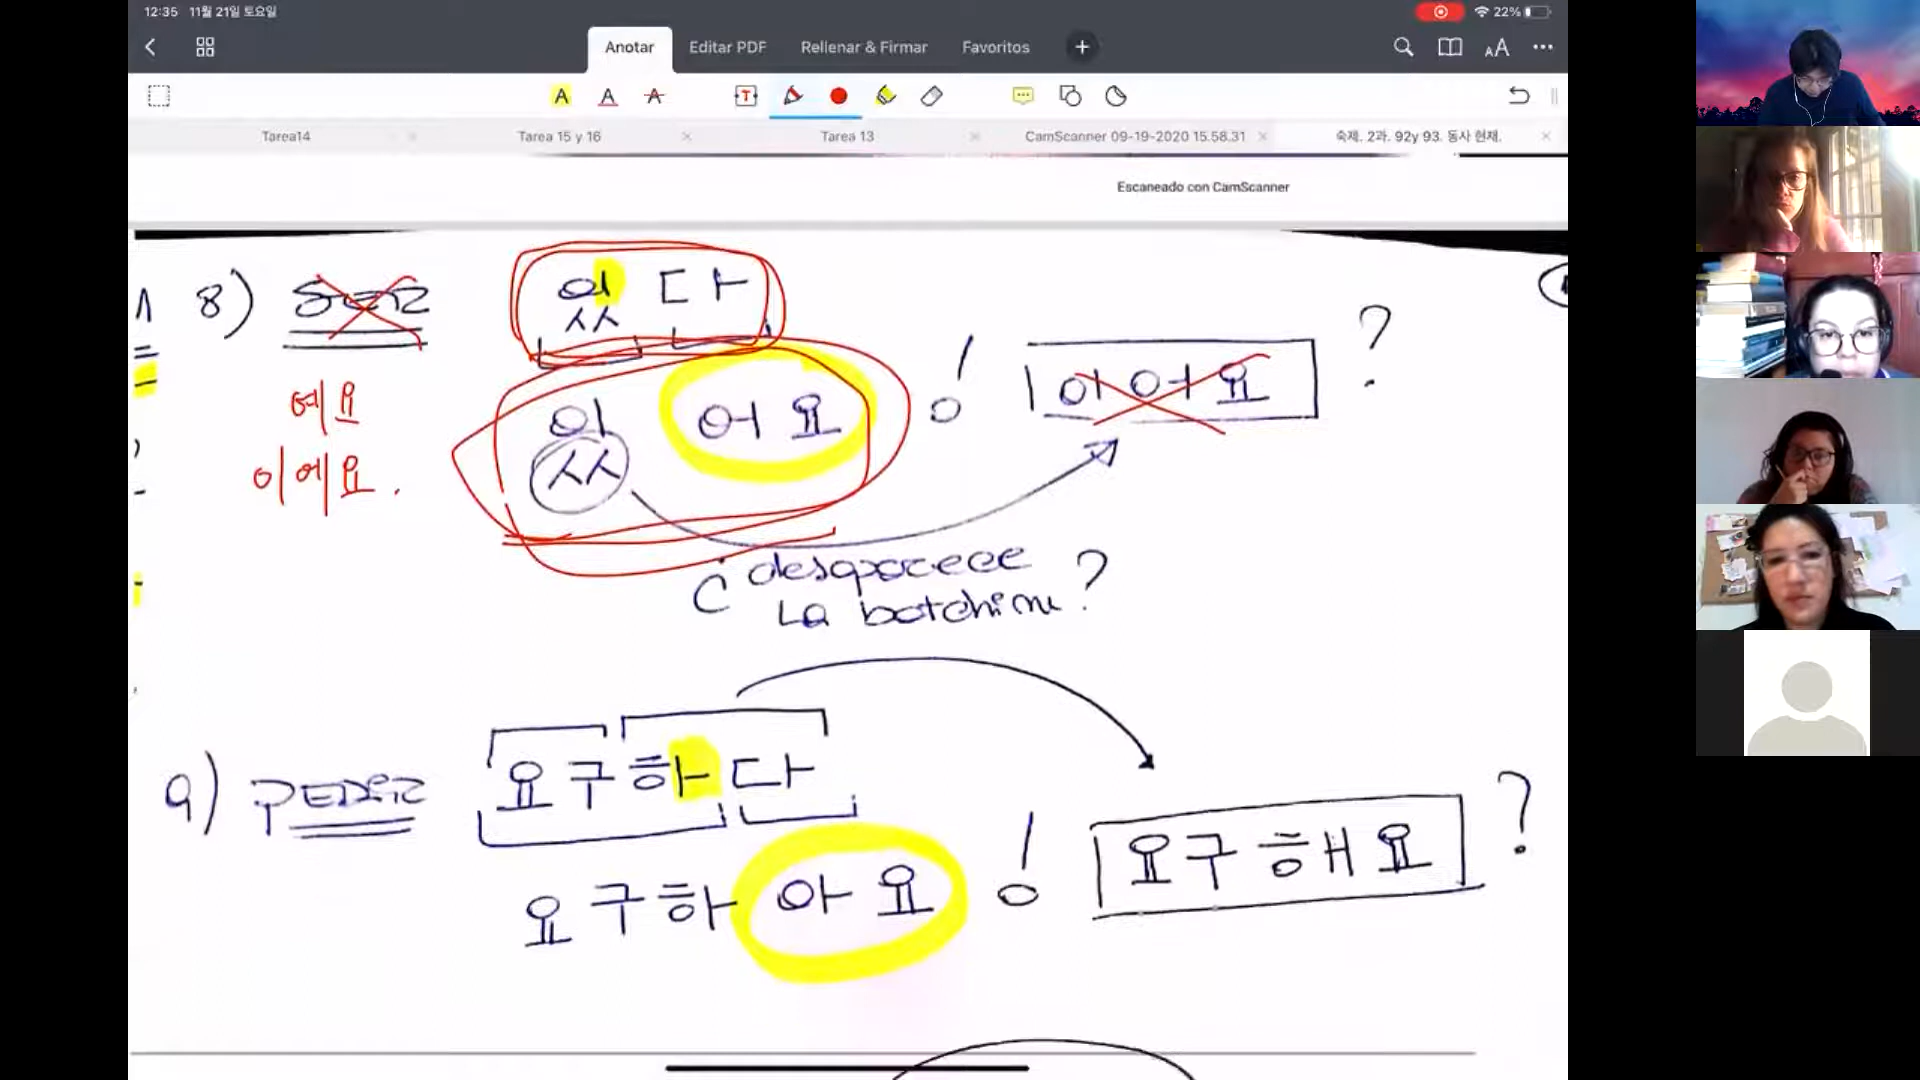 12:35 11월 21일 토요일
22%
Anotar Editar PDF Rellenar & Firmar Favoritos
Tarea14 Tarea 15 y 16 Tarea 13 CamScanner 09-19-2020 15.58.31 숙제. 2과. 92y 93. 동사 현재.
Escaneado con CamScanner
8) 있다
예요
이에요.
있 어요 ! 이어요 ?
¿desaparece
la batchim?
9) PEDIR 요구하다
요구하 아요 ! 요구해요 ?